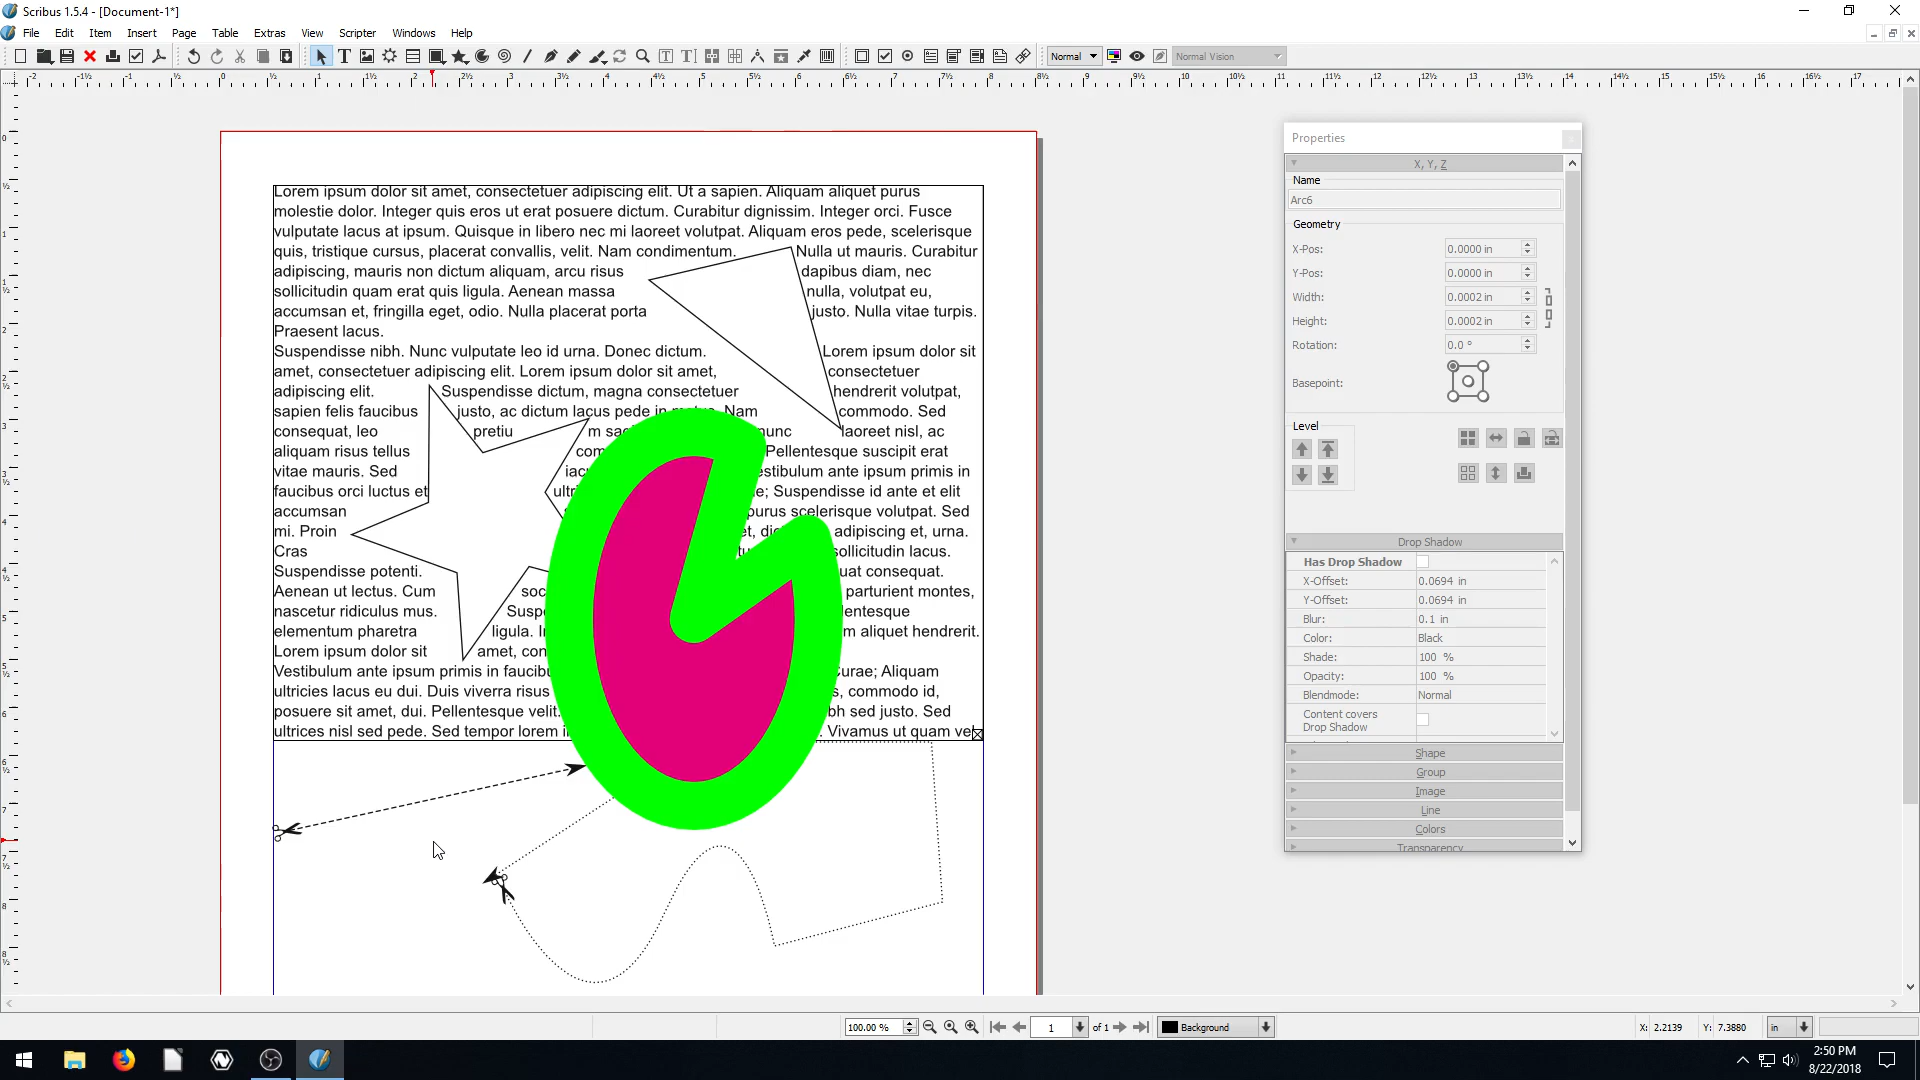 Scribus 1.5.4 - [Document-1*]
File Edit Item Insert Page Table Extras View Scripter Windows Help
Normal Normal Vision
Lorem ipsum dolor sit amet, consectetuer adipiscing elit. Ut a sapien. Aliquam aliquet purus
molestie dolor. Integer quis eros ut erat posuere dictum. Curabitur dignissim. Integer orci. Fusce
vulputate lacus at ipsum. Quisque in libero nec mi laoreet volutpat. Aliquam eros pede, scelerisque
quis, tristique cursus, placerat convallis, velit. Nam condimentum. Nulla ut mauris. Curabitur
adipiscing, mauris non dictum aliquam, arcu risus dapibus diam, nec
sollicitudin quam erat quis ligula. Aenean massa nulla, volutpat eu,
accumsan et, fringilla eget, odio. Nulla placerat porta justo. Nulla vitae turpis.
Praesent lacus.
Suspendisse nibh. Nunc vulputate leo id urna. Donec dictum. Lorem ipsum dolor sit
amet, consectetuer adipiscing elit. Lorem ipsum dolor sit amet, consectetuer
adipiscing elit. Suspendisse dictum, magna consectetuer hendrerit volutpat,
sapien felis faucibus justo, ac dictum lacus pede in Nam commodo. Sed
consequat, leo pretiu m nunc laoreet nisl, ac
aliquam risus tellus com Pellentesque suscipit erat
vitae mauris. Sed estibulum ante ipsum primis in
faucibus orci luctus et ultri e; Suspendisse id ante et elit
accumsan purus scelerisque volutpat. Sed
mi. Proin et, adipiscing et, urna.
Cras sollicitudin lacus.
Suspendisse potenti. uat consequat.
Aenean ut lectus. Cum soc parturient montes,
nascetur ridiculus mus. Susp lentesque
elementum pharetra ligula. m aliquet hendrerit.
Lorem ipsum dolor sit amet, con
Vestibulum ante ipsum primis in faucib Curae; Aliquam
ultricies lacus eu dui. Duis viverra risus s, commodo id,
posuere sit amet, dui. Pellentesque velit. bh sed justo. Sed
ultrices nisl sed pede. Sed tempor lorem i . Vivamus ut quam ve
Properties
X, Y, Z
Name
Arc6
Geometry
X-Pos: 0.0000 in
Y-Pos: 0.0000 in
Width: 0.0002 in
Height: 0.0002 in
Rotation: 0.0 °
Basepoint:
Level
Drop Shadow
Has Drop Shadow
X-Offset: 0.0694 in
Y-Offset: 0.0694 in
Blur: 0.1 in
Color: Black
Shade: 100 %
Opacity: 100 %
Blendmode: Normal
Content covers
Drop Shadow
Shape
Group
Image
Line
Colors
Transparency
100.00 % 1 of 1 Background X: 2.2139 Y: 7.3880 in
2:50 PM
8/22/2018